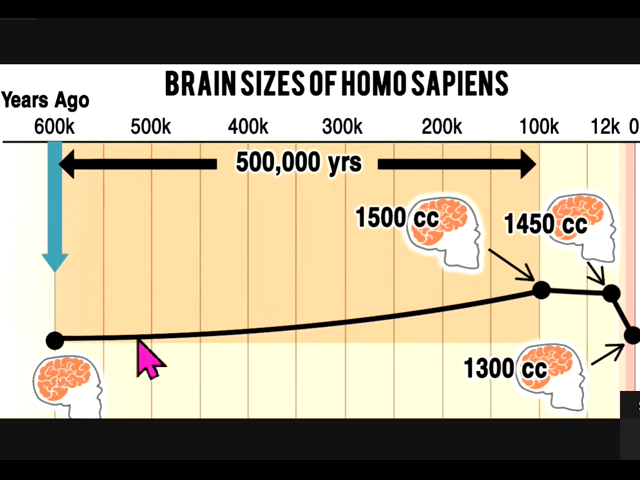 BRAIN SIZES OF HOMO SAPIENS
Years Ago
600k 500k 400k 300k 200k 100k 12k 0
500,000 yrs
1500 cc
1450 cc
1300 cc